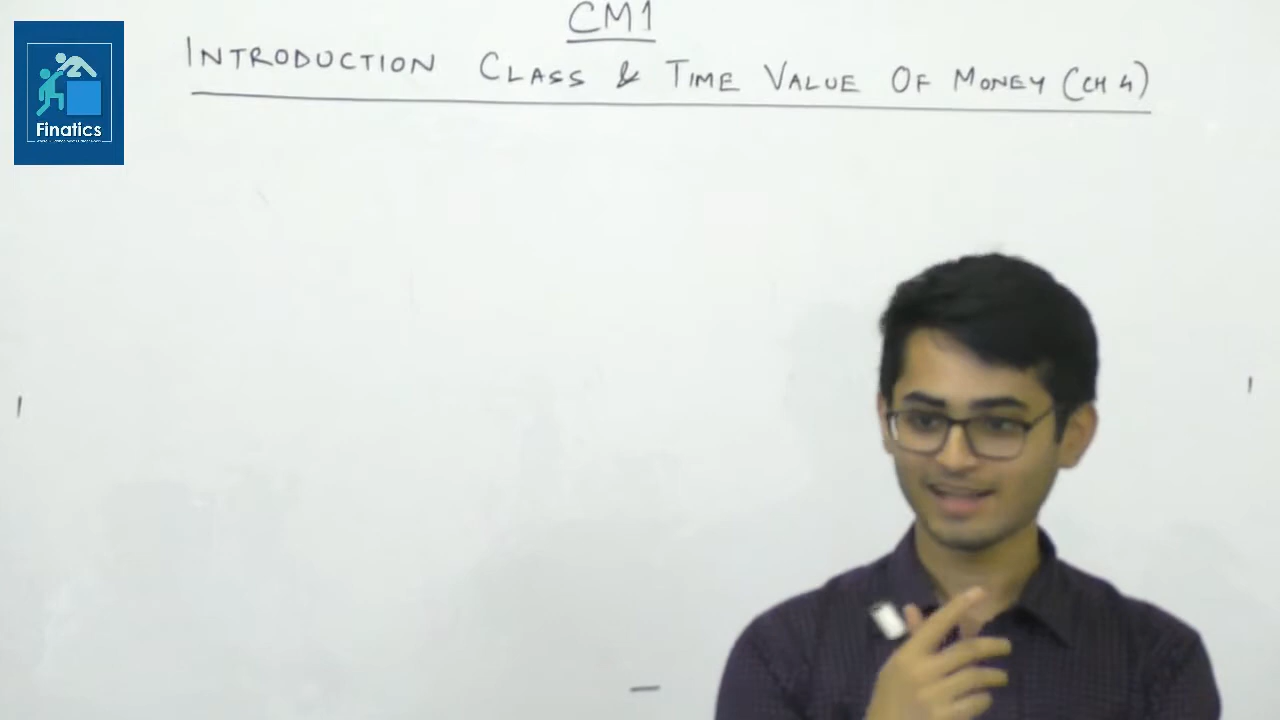 CM1
INTRODUCTION CLASS & TIME VALUE OF MONEY (CH 4)
Finatics